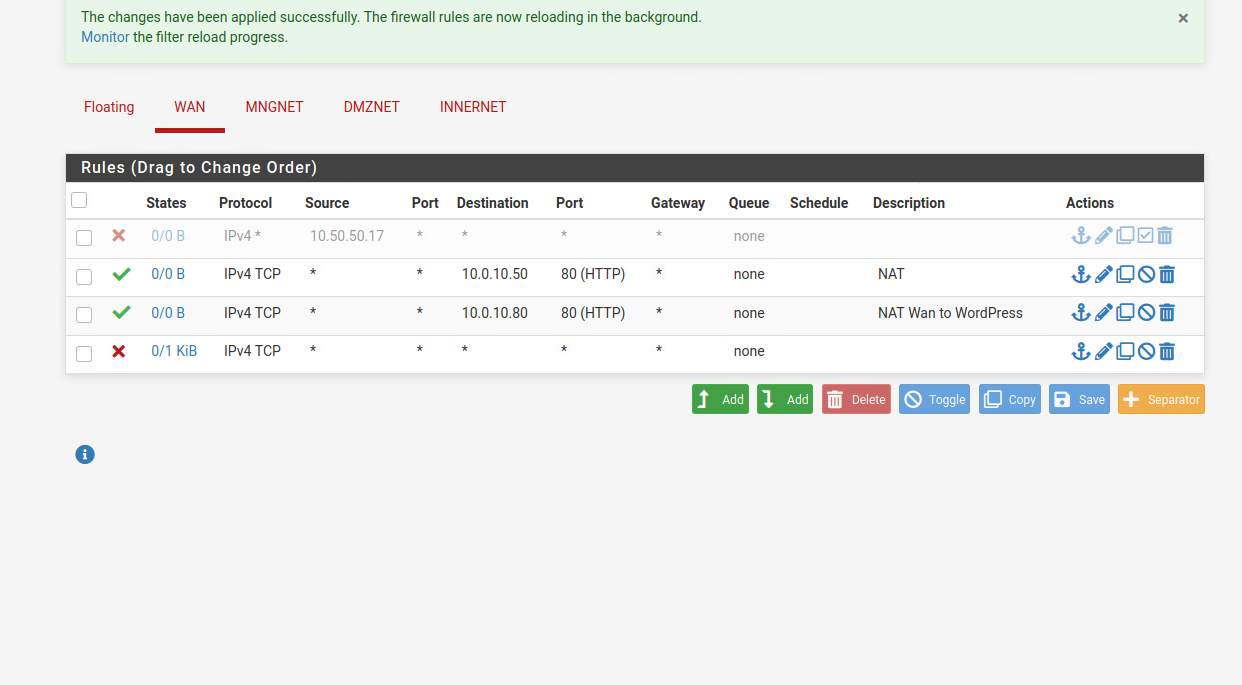 The changes have been applied successfully. The firewall rules are now reloading in the background.
×
Monitor the filter reload progress.
Floating WAN MNGNET DMZNET INNERNET
Rules (Drag to Change Order)
States Protocol Source Port Destination Port Gateway Queue Schedule Description Actions
0/0 B IPv4 * 10.50.50.17 * * * * none
0/0 B IPv4 TCP * * 10.0.10.50 80 (HTTP) * none NAT
0/0 B IPv4 TCP * * 10.0.10.80 80 (HTTP) * none NAT Wan to WordPress
0/1 KiB IPv4 TCP * * * * * none
Add Add Delete Toggle Copy Save Separator